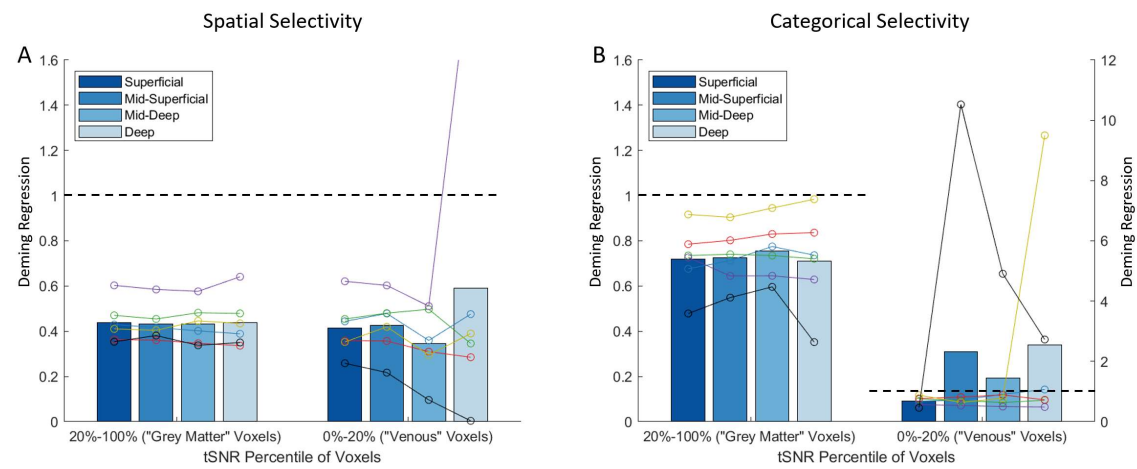 Spatial Selectivity
A
1.6
1.4
1.2
1
0.8
0.6
0.4
0.2
0
Deming Regression
Superficial
Mid-Superficial
Mid-Deep
Deep
20%-100% ("Grey Matter" Voxels)
0%-20% ("Venous" Voxels)
tSNR Percentile of Voxels
Categorical Selectivity
B
1.6
1.4
1.2
1
0.8
0.6
0.4
0.2
0
Deming Regression
Superficial
Mid-Superficial
Mid-Deep
Deep
12
10
8
6
4
2
0
Deming Regression
20%-100% ("Grey Matter" Voxels)
0%-20% ("Venous" Voxels)
tSNR Percentile of Voxels